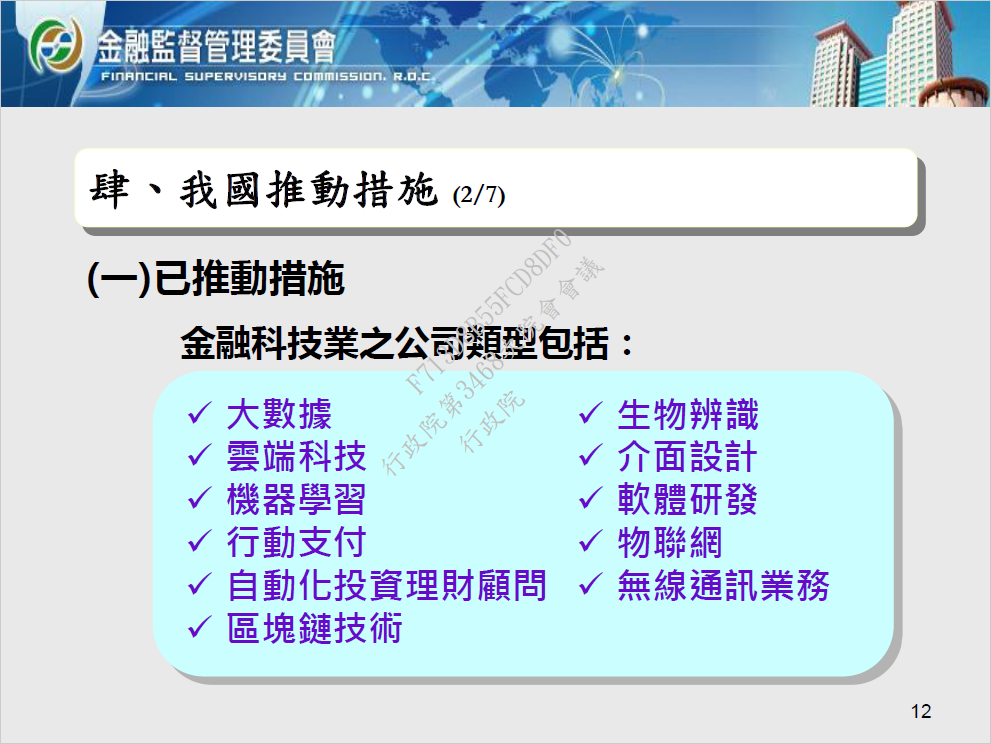 金融監督管理委員會
FINANCIAL SUPERVISORY COMMISSION, R.O.C.
肆、我國推動措施 (2/7)
(一)已推動措施
金融科技業之公司類型包括：
✓ 大數據
✓ 雲端科技
✓ 機器學習
✓ 行動支付
✓ 自動化投資理財顧問
✓ 區塊鏈技術
✓ 生物辨識
✓ 介面設計
✓ 軟體研發
✓ 物聯網
✓ 無線通訊業務
行政院第3468次院會會議
行政院
12